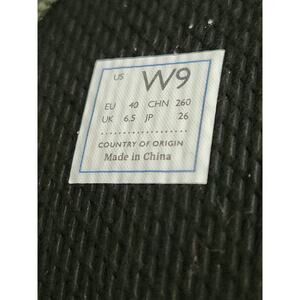 US W9
EU 40 CHN 260
UK 6.5 JP 26
COUNTRY OF ORIGIN
Made in China